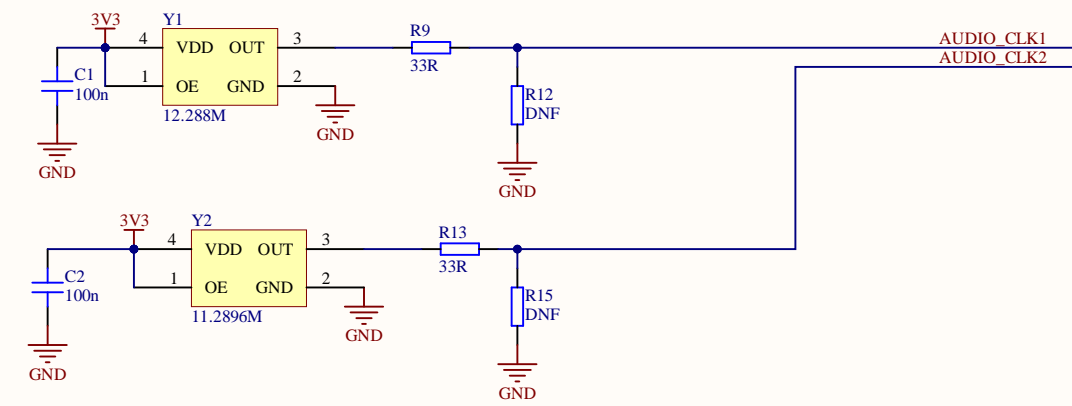 3V3
Y1
4 VDD OUT 3
R9
33R
AUDIO_CLK1
AUDIO_CLK2
C1
100n
1 OE GND 2
12.288M
R12
DNF
GND
GND
GND
3V3
Y2
4 VDD OUT 3
R13
33R
C2
100n
1 OE GND 2
11.2896M
R15
DNF
GND
GND
GND